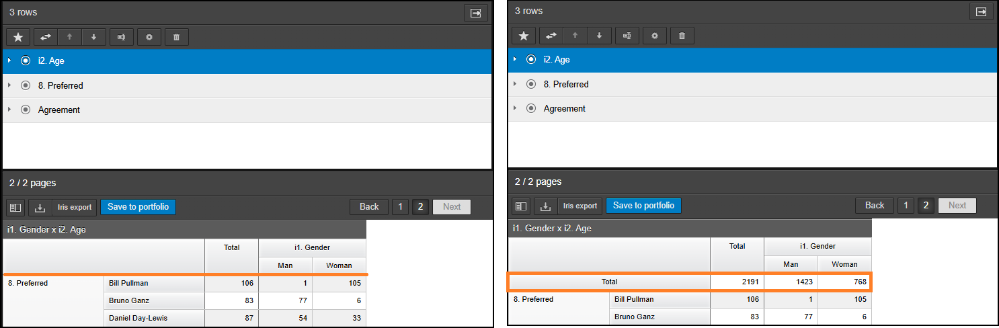 3 rows
i2. Age
8. Preferred
Agreement
2 / 2 pages
Iris export Save to portfolio Back 1 2 Next
i1. Gender x i2. Age
Total i1. Gender
Man Woman
8. Preferred Bill Pullman 106 1 105
Bruno Ganz 83 77 6
Daniel Day-Lewis 87 54 33
3 rows
i2. Age
8. Preferred
Agreement
2 / 2 pages
Iris export Save to portfolio Back 1 2 Next
i1. Gender x i2. Age
Total i1. Gender
Man Woman
Total 2191 1423 768
8. Preferred Bill Pullman 106 1 105
Bruno Ganz 83 77 6